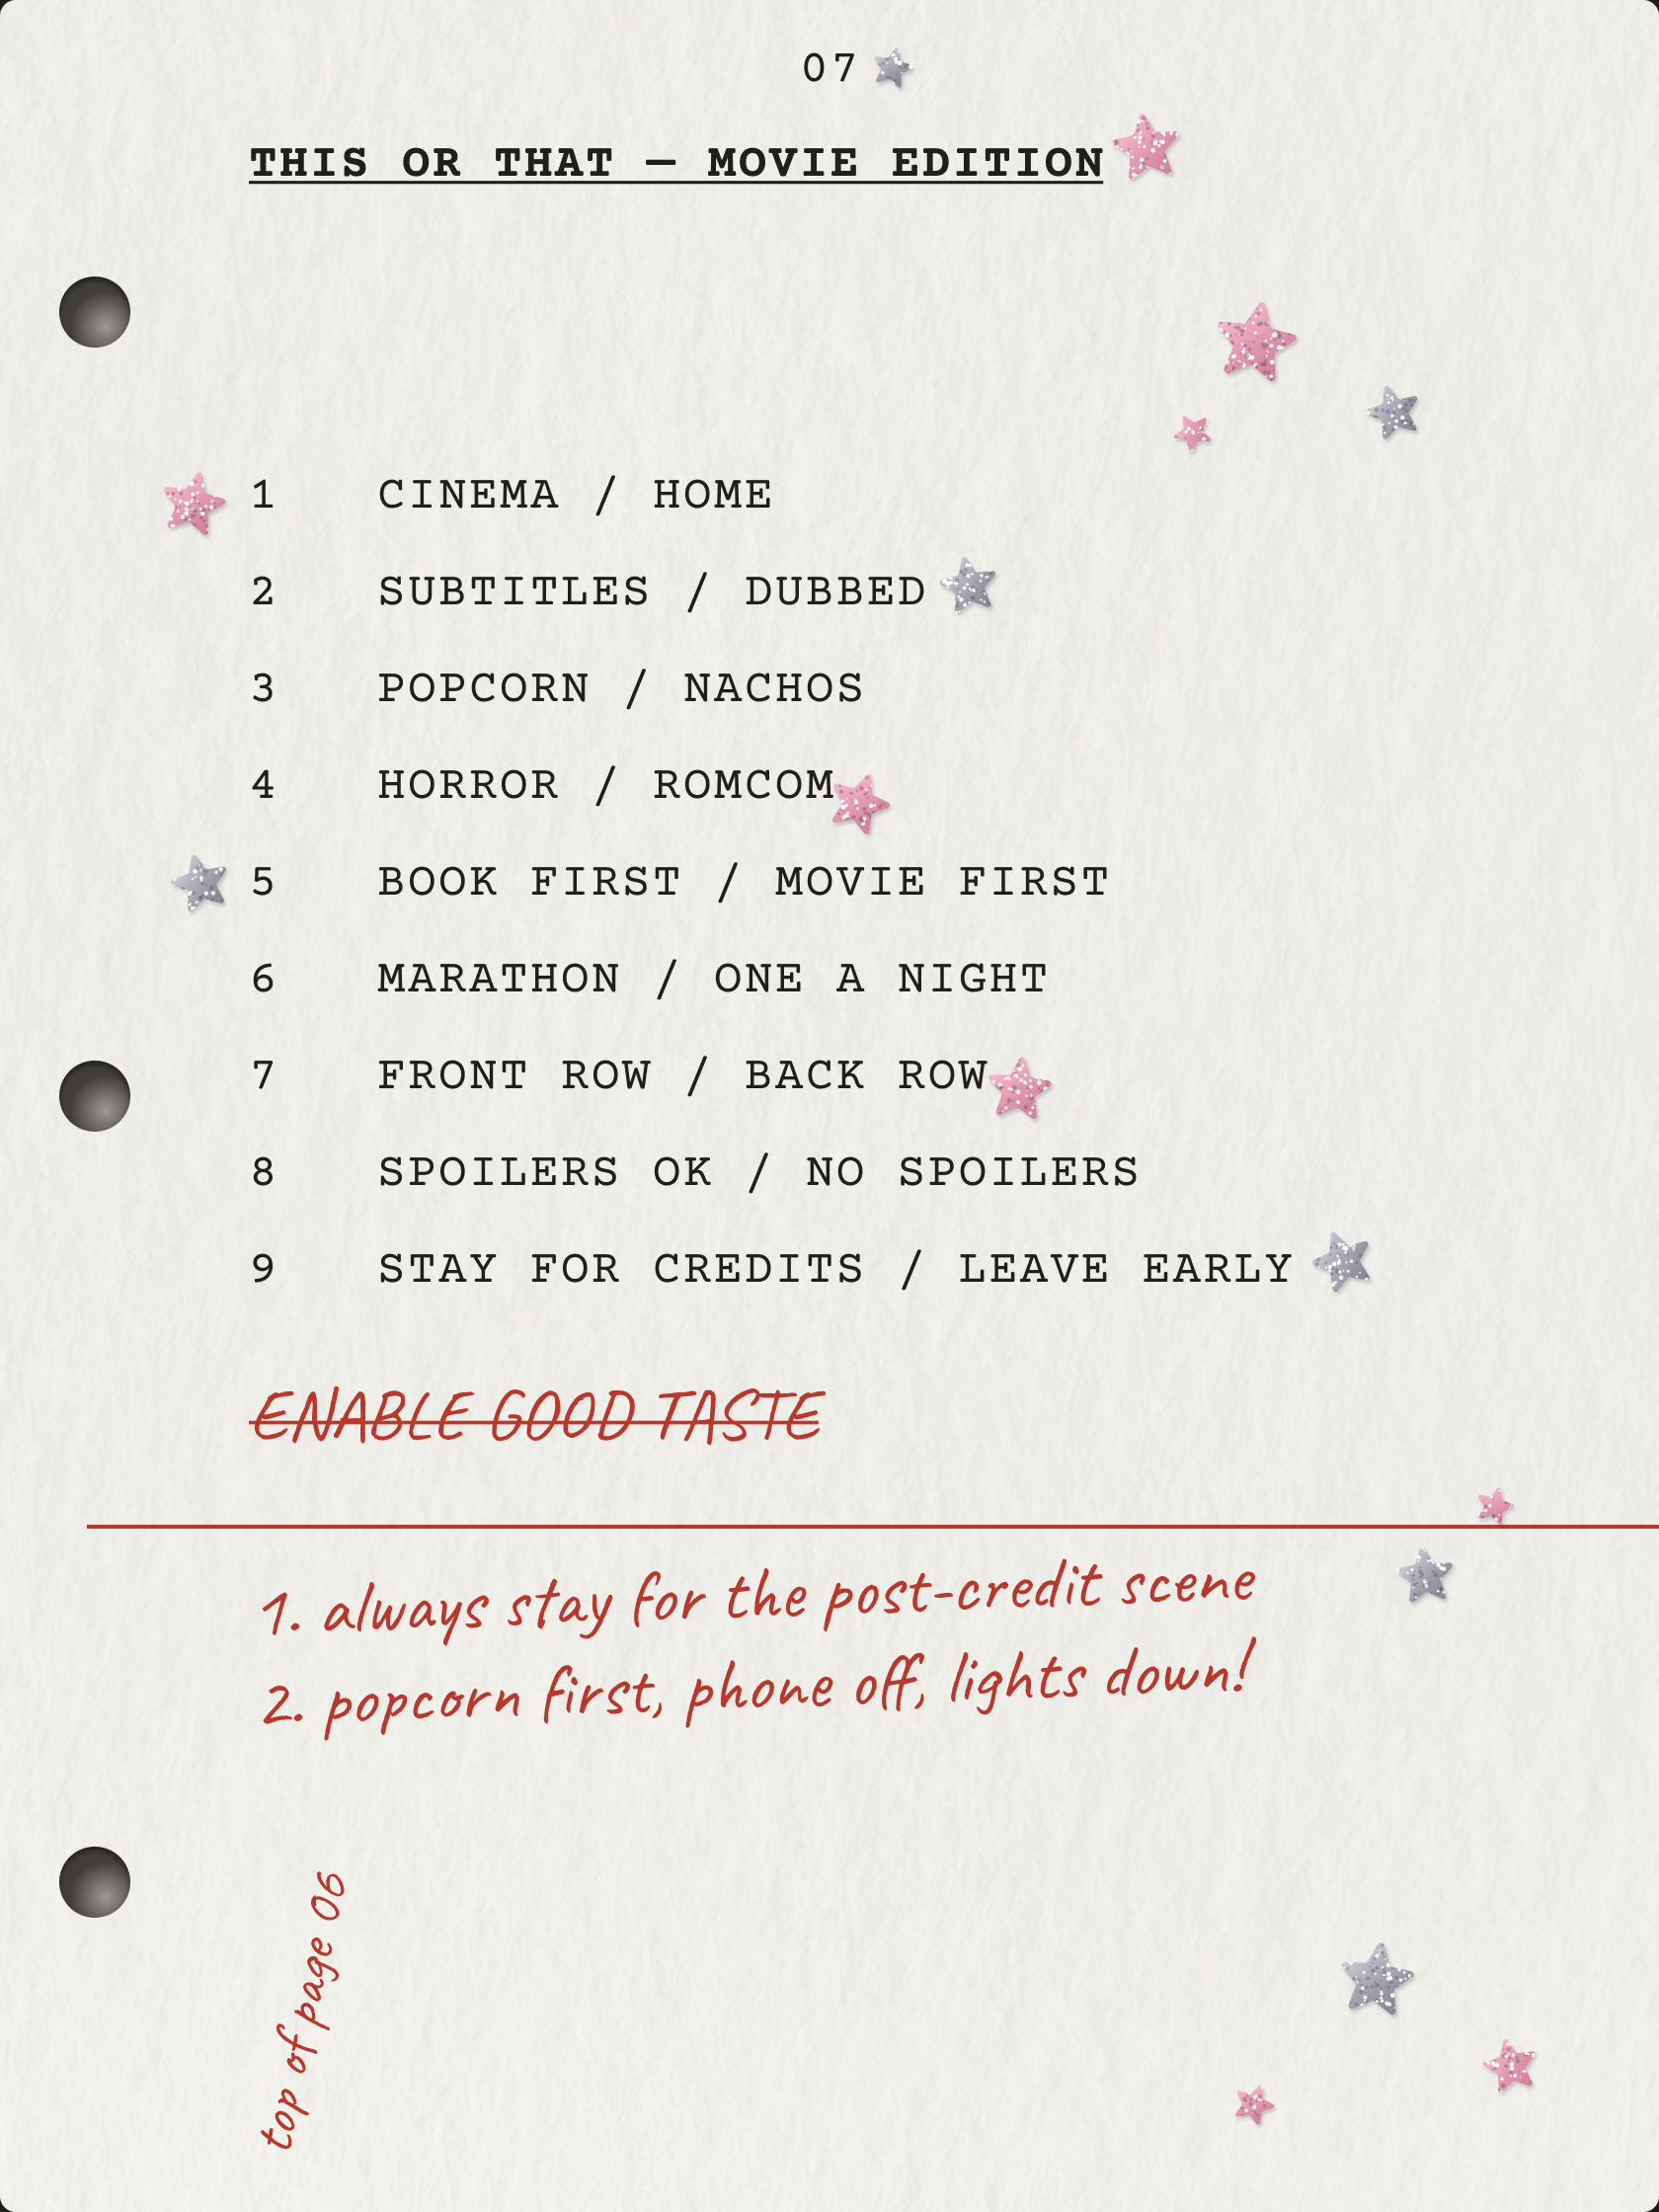 07
THIS OR THAT — MOVIE EDITION
1 CINEMA / HOME
2 SUBTITLES / DUBBED
3 POPCORN / NACHOS
4 HORROR / ROMCOM
5 BOOK FIRST / MOVIE FIRST
6 MARATHON / ONE A NIGHT
7 FRONT ROW / BACK ROW
8 SPOILERS OK / NO SPOILERS
9 STAY FOR CREDITS / LEAVE EARLY
ENABLE GOOD TASTE
1. always stay for the post-credit scene
2. popcorn first, phone off, lights down!
top of page 06